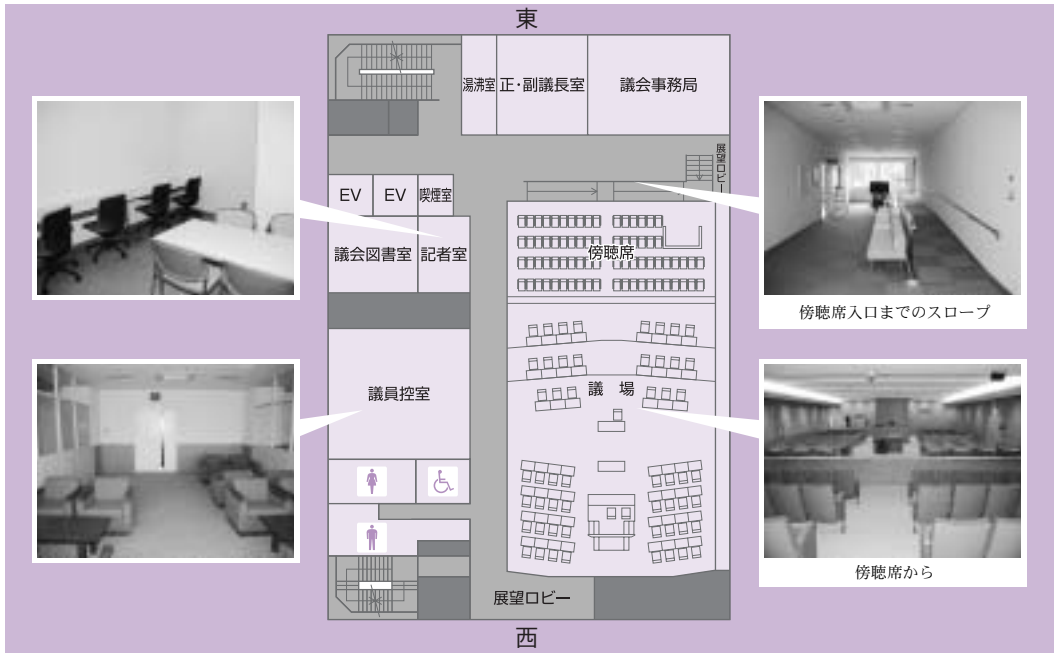 東
湯沸室
正・副議長室
議会事務局
展望ロビー
EV
EV
喫煙室
議会図書室
記者室
傍聴席
傍聴席入口までのスロープ
議員控室
議 場
傍聴席から
展望ロビー
西